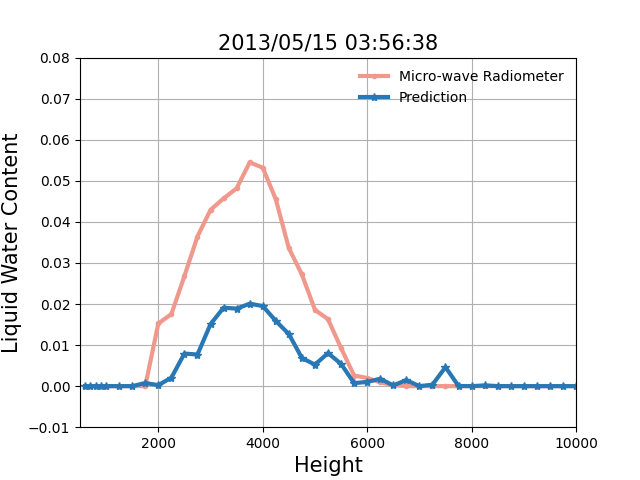 2013/05/15 03:56:38
Micro-wave Radiometer
Prediction
Liquid Water Content
0.08
0.07
0.06
0.05
0.04
0.03
0.02
0.01
0.00
−0.01
2000 4000 6000 8000 10000
Height